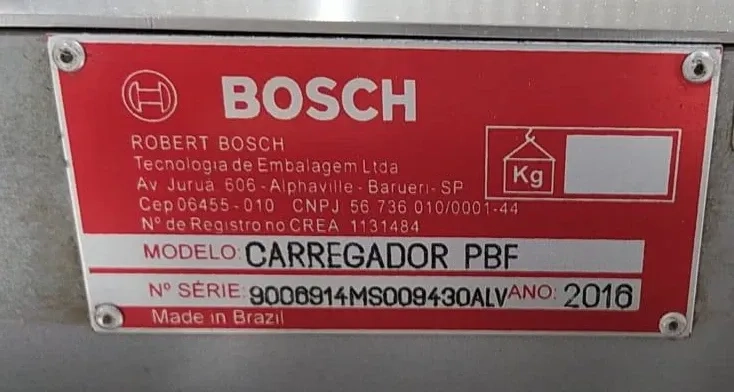 BOSCH
ROBERT BOSCH
Tecnologia de Embalagem Ltda
Av Juruá 606 - Alphaville - Barueri - SP
Cep 06455-010 CNPJ 56 736 010/0001-44
Nº de Registro no CREA 1131484
Kg
MODELO: CARREGADOR PBF
Nº SÉRIE: 9006914MS009430ALV ANO: 2016
Made in Brazil